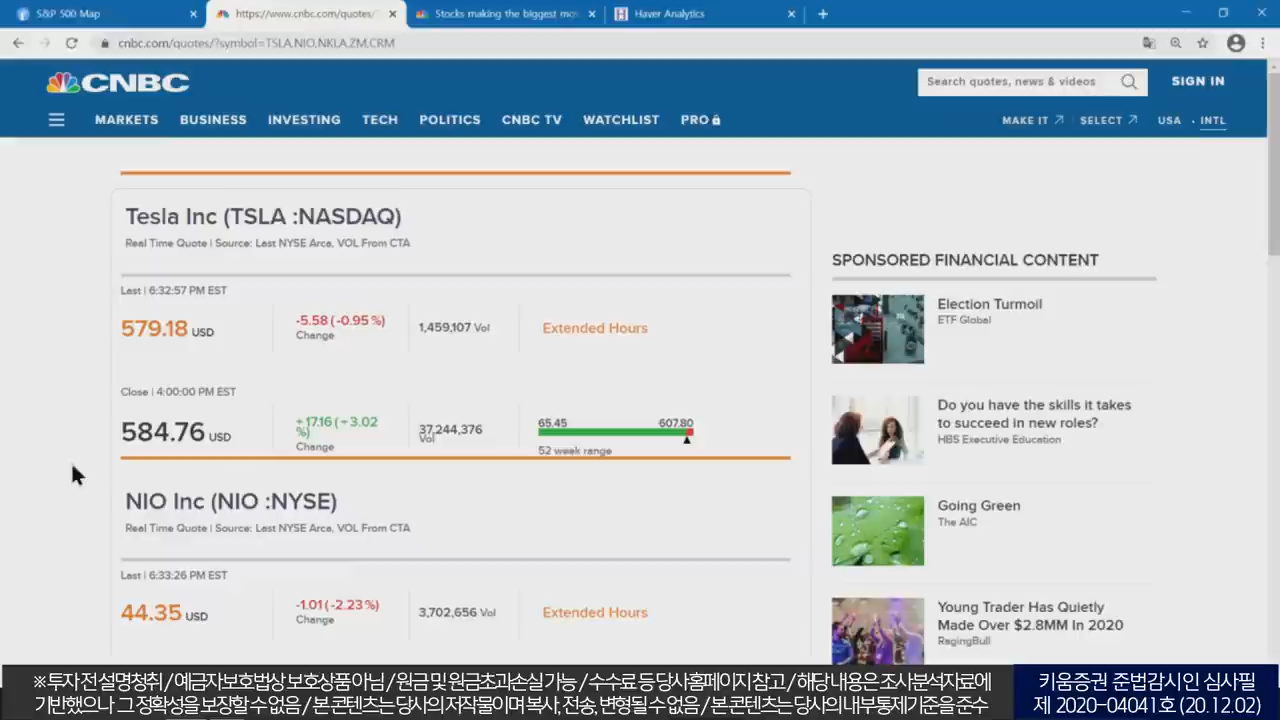 S&P 500 Map
https://www.cnbc.com/quotes/?
Stocks making the biggest mo
Haver Analytics
cnbc.com/quotes/?symbol=TSLA,NIO,NKLA,ZM,CRM
CNBC
Search quotes, news & videos
SIGN IN
MARKETS BUSINESS INVESTING TECH POLITICS CNBC TV WATCHLIST PRO
MAKE IT SELECT USA · INTL
Tesla Inc (TSLA :NASDAQ)
Real Time Quote | Source: Last NYSE Arca, VOL From CTA
Last | 6:32:57 PM EST
579.18 USD
-5.58 (-0.95 %)
Change
1,459,107 Vol
Extended Hours
Close | 4:00:00 PM EST
584.76 USD
+17.16 (+3.02
%)
Change
37,244,376
Vol
65.45 607.80
52 week range
NIO Inc (NIO :NYSE)
Real Time Quote | Source: Last NYSE Arca, VOL From CTA
Last | 6:33:26 PM EST
44.35 USD
-1.01 (-2.23 %)
Change
3,702,656 Vol
Extended Hours
SPONSORED FINANCIAL CONTENT
Election Turmoil
ETF Global
Do you have the skills it takes
to succeed in new roles?
HBS Executive Education
Going Green
The AIC
Young Trader Has Quietly
Made Over $2.8MM In 2020
RagingBull
※투자 전 설명청취 / 예금자보호법상 보호상품 아님 / 원금 및 원금초과손실 가능 / 수수료 등 당사홈페이지 참고 / 해당 내용은 조사분석자료에
기반했으나 그 정확성을 보장할 수 없음 / 본 콘텐츠는 당사의 저작물이며 복사, 전송, 변형될 수 없음 / 본 콘텐츠는 당사의 내부통제기준을 준수
키움증권 준법감시인 심사필
제 2020-04041호 (20.12.02)